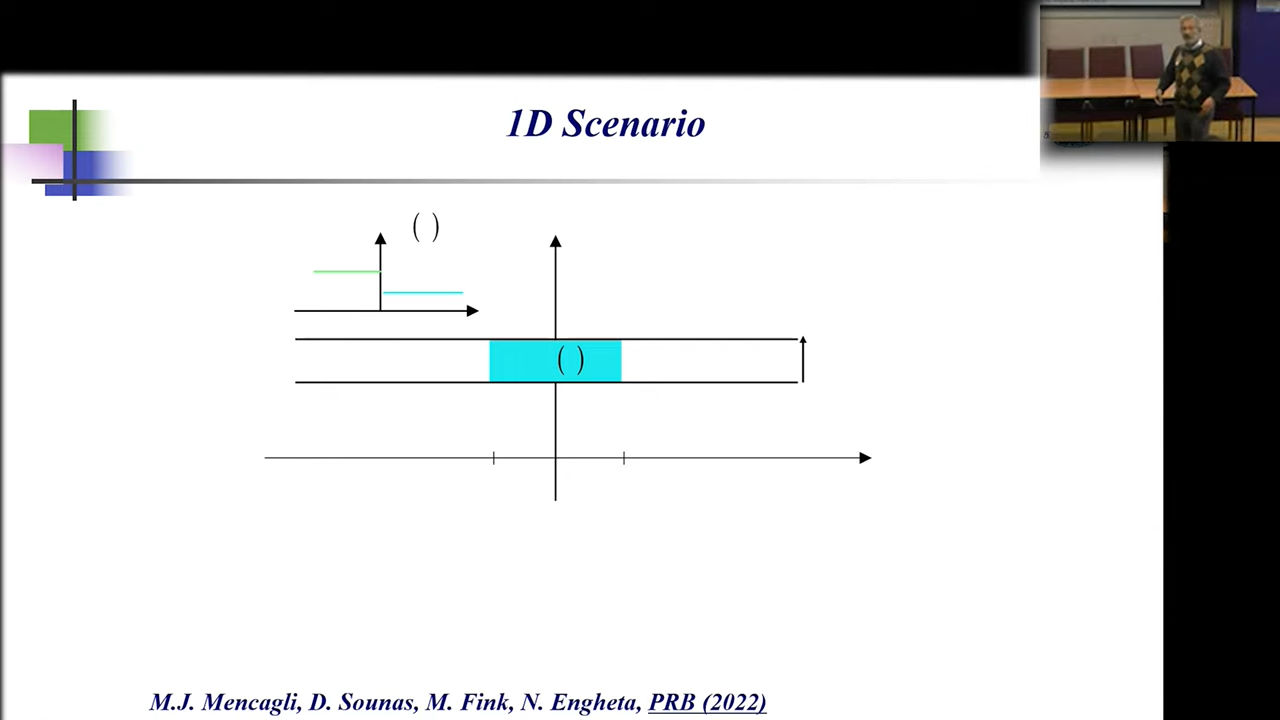 1D Scenario
( )
( )
M.J. Mencagli, D. Sounas, M. Fink, N. Engheta, PRB (2022)